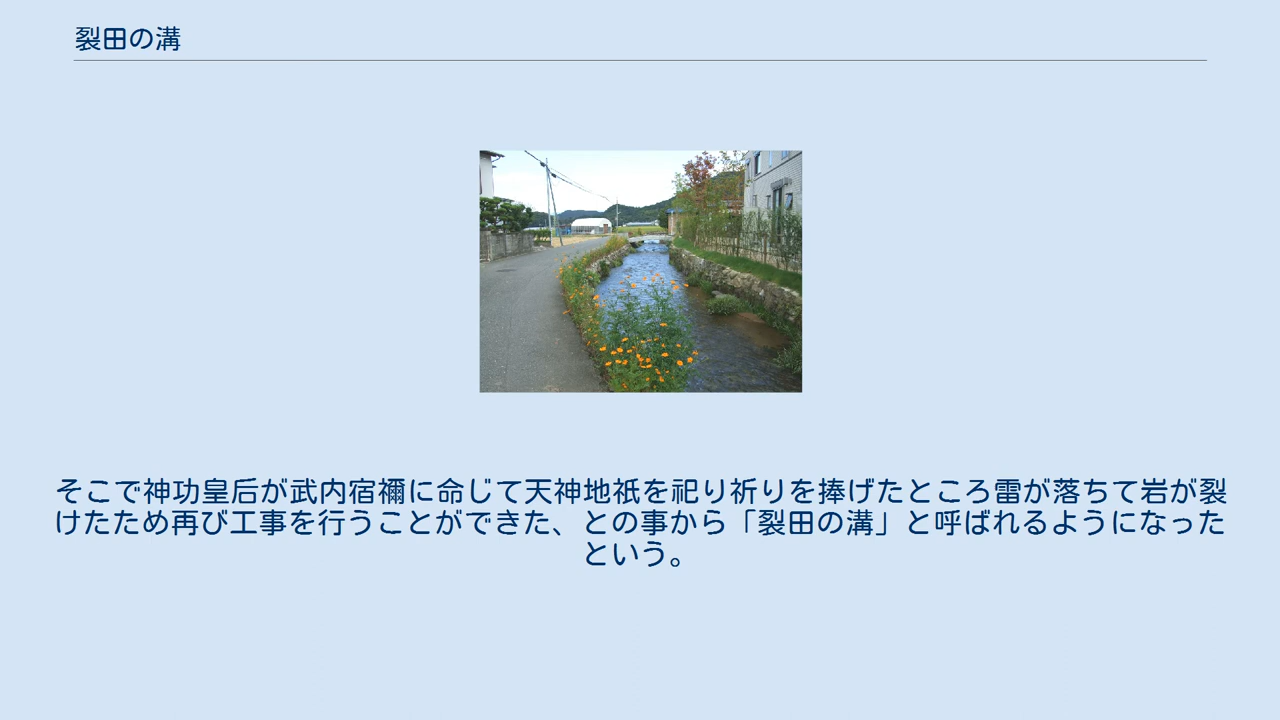 裂田の溝
そこで神功皇后が武内宿禰に命じて天神地祇を祀り祈りを捧げたところ雷が落ちて岩が裂
けたため再び工事を行うことができた、との事から「裂田の溝」と呼ばれるようになった
という。